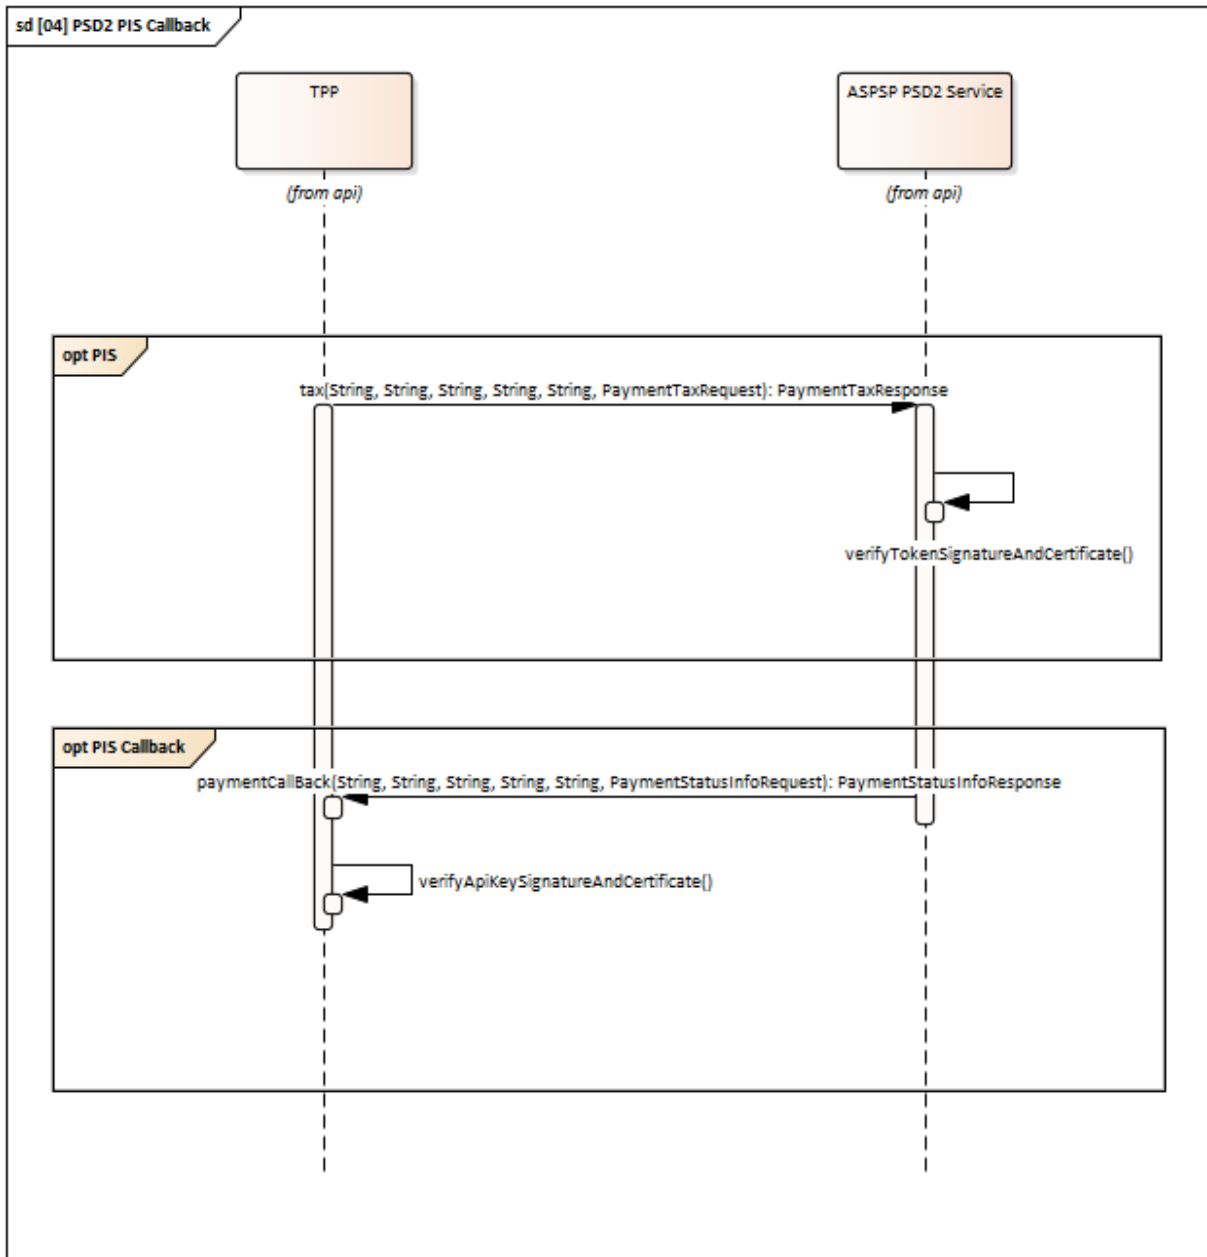 sd [04] PSD2 PIS Callback
TPP
ASPSP PSD2 Service
(from api)
(from api)
opt PIS
tax(String, String, String, String, String, PaymentTaxRequest): PaymentTaxResponse
verifyTokenSignatureAndCertificate()
opt PIS Callback
paymentCallBack(String, String, String, String, String, PaymentStatusInfoRequest): PaymentStatusInfoResponse
verifyApiKeySignatureAndCertificate()